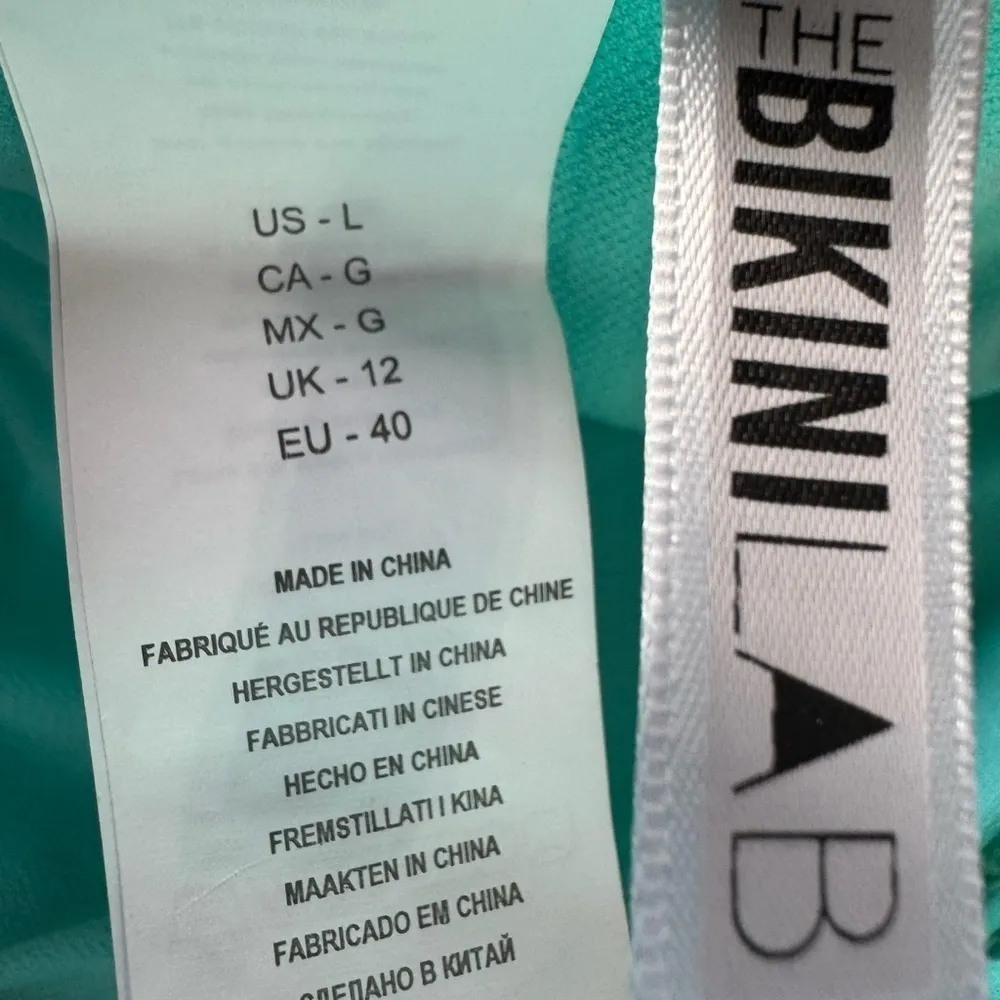 US - L
CA - G
MX - G
UK - 12
EU - 40
MADE IN CHINA
FABRIQUÉ AU REPUBLIQUE DE CHINE
HERGESTELLT IN CHINA
FABBRICATI IN CINESE
HECHO EN CHINA
FREMSTILLATI I KINA
MAAKTEN IN CHINA
FABRICADO EM CHINA
СДЕЛАНО В КИТАЙ
THE
BIKINI
LAB